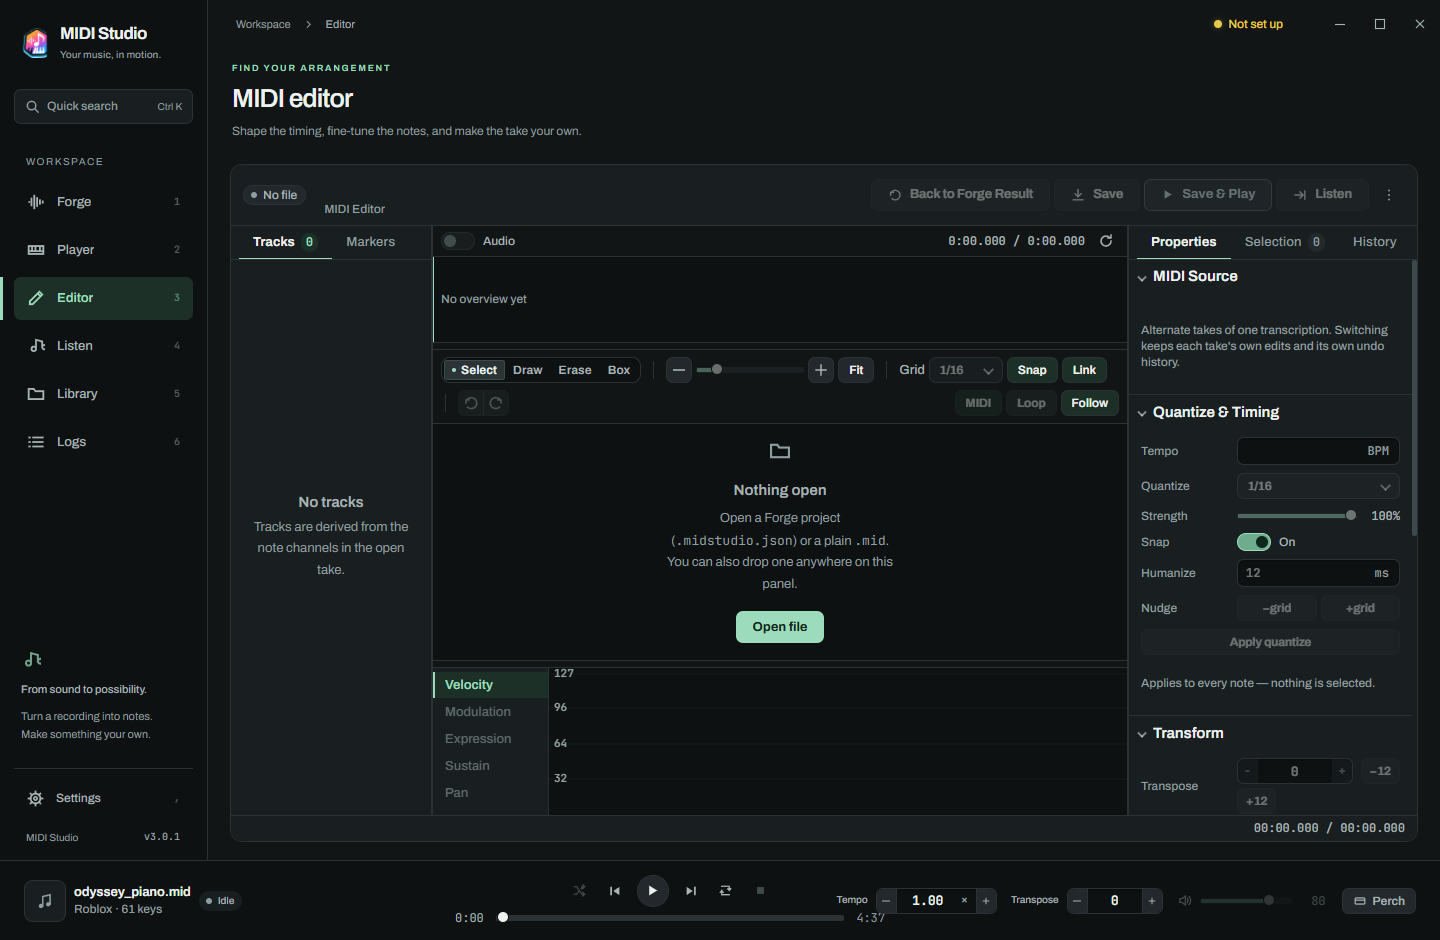 MIDI Studio
Your music, in motion.
Quick search Ctrl K
WORKSPACE
Forge 1
Player 2
Editor 3
Listen 4
Library 5
Logs 6
From sound to possibility.
Turn a recording into notes.
Make something your own.
Settings ,
MIDI Studio v3.0.1
Workspace > Editor
Not set up
FIND YOUR ARRANGEMENT
MIDI editor
Shape the timing, fine-tune the notes, and make the take your own.
No file
MIDI Editor
Back to Forge Result
Save
Save & Play
Listen
Tracks 0
Markers
No tracks
Tracks are derived from the
note channels in the open
take.
Audio
0:00.000 / 0:00.000
No overview yet
Select Draw Erase Box
Fit
Grid 1/16
Snap
Link
MIDI
Loop
Follow
Nothing open
Open a Forge project
(.midstudio.json) or a plain .mid.
You can also drop one anywhere on this
panel.
Open file
Velocity
Modulation
Expression
Sustain
Pan
127
96
64
32
Properties
Selection 0
History
MIDI Source
Alternate takes of one transcription. Switching
keeps each take's own edits and its own undo
history.
Quantize & Timing
Tempo BPM
Quantize 1/16
Strength 100%
Snap On
Humanize 12 ms
Nudge −grid +grid
Apply quantize
Applies to every note — nothing is selected.
Transform
Transpose - 0 + −12
+12
00:00.000 / 00:00.000
odyssey_piano.mid
Roblox · 61 keys
Idle
0:00
4:37
Tempo − 1.00 × +
Transpose − 0 +
80
Perch